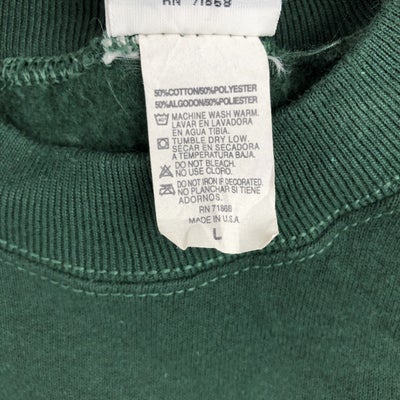 RN 71868
50%COTTON/50%POLYESTER
50%ALGODON/50%POLIESTER
MACHINE WASH WARM.
LAVAR EN LAVADORA
EN AGUA TIBIA.
TUMBLE DRY LOW.
SECAR EN SECADORA
A TEMPERATURA BAJA.
DO NOT BLEACH.
NO USE CLORO.
DO NOT IRON IF DECORATED.
NO PLANCHAR SI TIENE
ADORNOS.
RN 71868
MADE IN U.S.A.
L